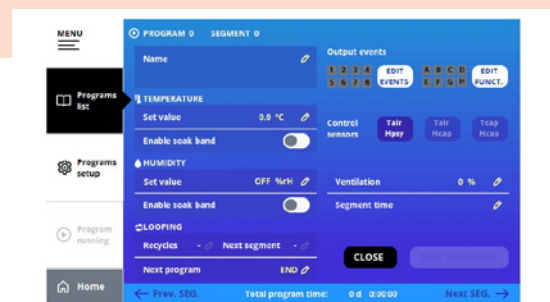 MENU
PROGRAM 0 SEGMENT 0
Name
Output events
1 2 3 4
5 6 7 8
EDIT
EVENTS
A B C D
E F G H
EDIT
FUNCT.
Programs
list
TEMPERATURE
Set value 0.0 °C
Enable soak band
Control
sensors
Tair
Hpsy
Tair
Hcap
Tcap
Hcap
Programs
setup
HUMIDITY
Set value OFF %rH
Enable soak band
Ventilation 0 %
Segment time
Program
running
LOOPING
Recycles - Next segment -
Next program END
CLOSE
SAVE PROGRAM
Home
← Prev. SEG. Total program time: 0 d 0:00:00 Next SEG. →